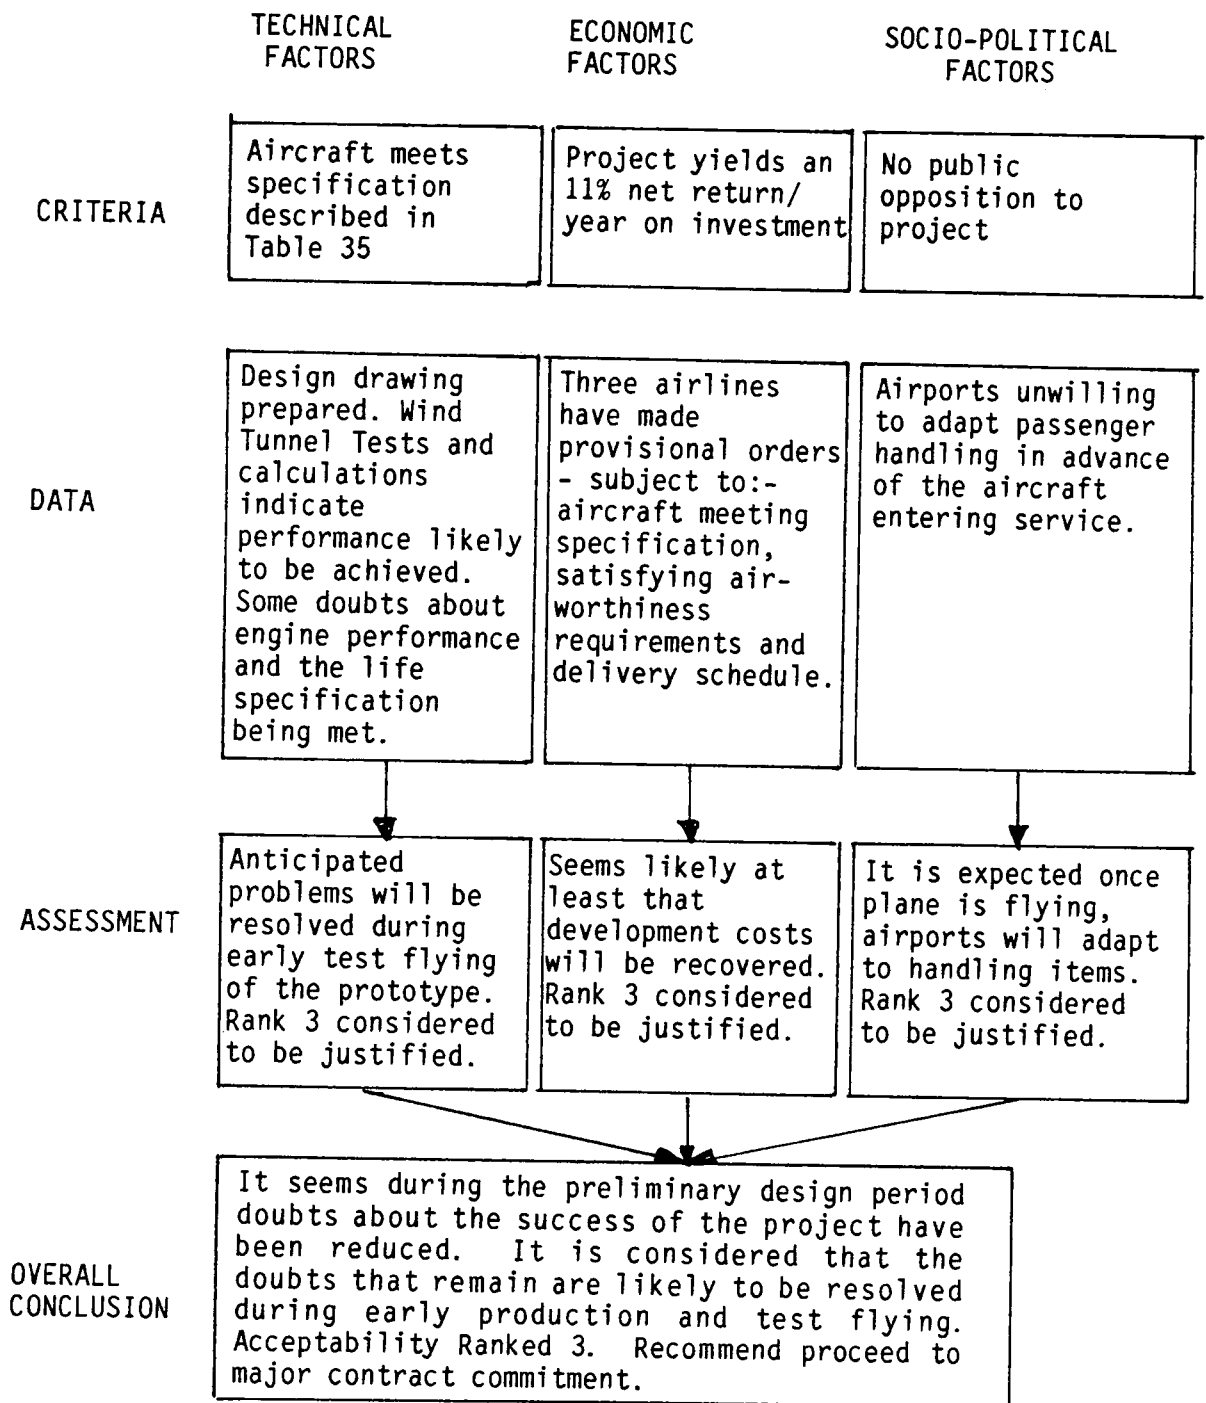 TECHNICAL
FACTORS
ECONOMIC
FACTORS
SOCIO-POLITICAL
FACTORS
CRITERIA
Aircraft meets
specification
described in
Table 35
Project yields an
11% net return/
year on investment
No public
opposition to
project
DATA
Design drawing
prepared. Wind
Tunnel Tests and
calculations
indicate
performance likely
to be achieved.
Some doubts about
engine performance
and the life
specification
being met.
Three airlines
have made
provisional orders
- subject to:-
aircraft meeting
specification,
satisfying air-
worthiness
requirements and
delivery schedule.
Airports unwilling
to adapt passenger
handling in advance
of the aircraft
entering service.
ASSESSMENT
Anticipated
problems will be
resolved during
early test flying
of the prototype.
Rank 3 considered
to be justified.
Seems likely at
least that
development costs
will be recovered.
Rank 3 considered
to be justified.
It is expected once
plane is flying,
airports will adapt
to handling items.
Rank 3 considered
to be justified.
OVERALL
CONCLUSION
It seems during the preliminary design period
doubts about the success of the project have
been reduced. It is considered that the
doubts that remain are likely to be resolved
during early production and test flying.
Acceptability Ranked 3. Recommend proceed to
major contract commitment.